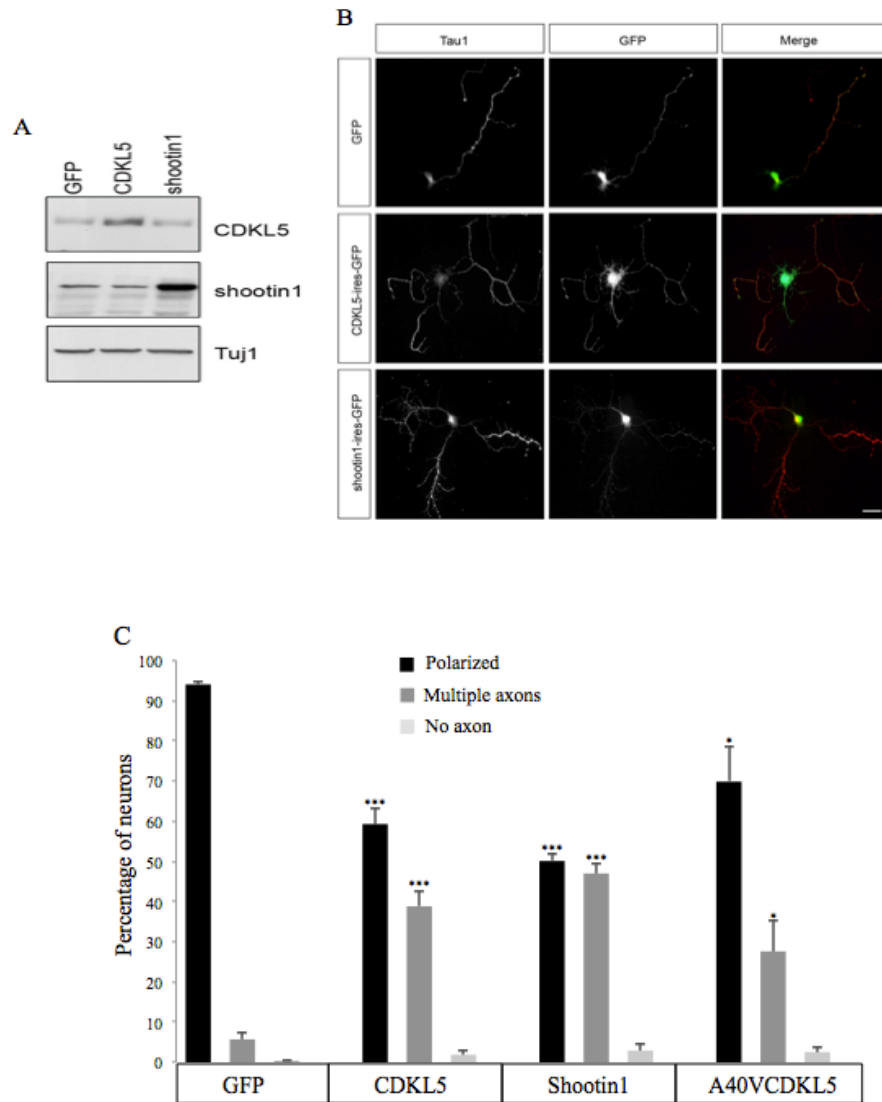 A
GFP
CDKL5
shootin1
CDKL5
shootin1
Tuj1
B
Tau1
GFP
Merge
GFP
CDKL5-ires-GFP
shootin1-ires-GFP
C
Polarized
Multiple axons
No axon
Percentage of neurons
100
90
80
70
60
50
40
30
20
10
0
***
***
***
***
*
*
GFP
CDKL5
Shootin1
A40VCDKL5